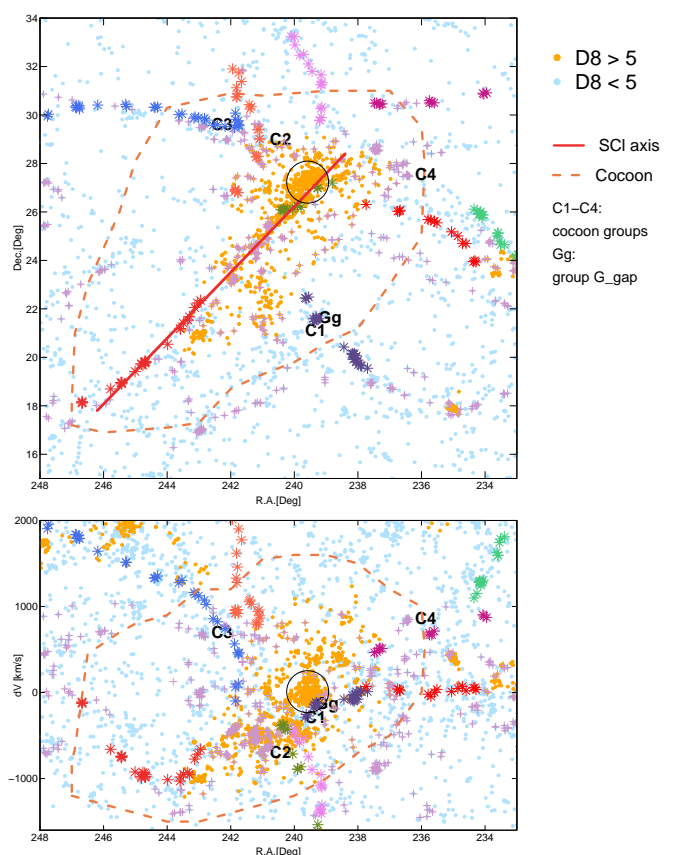 34
32
30
28
26
24
22
20
18
16
Dec.[Deg]
C3
C2
C4
Gg
C1
248 246 244 242 240 238 236 234
R.A.[Deg]
D8 > 5
D8 < 5
SCl axis
Cocoon
C1–C4:
cocoon groups
Gg:
group G_gap
2000
1000
0
−1000
dV [km/s]
C4
C3
Gg
C1
C2
248 246 244 242 240 238 236 234
R.A.[Deg]